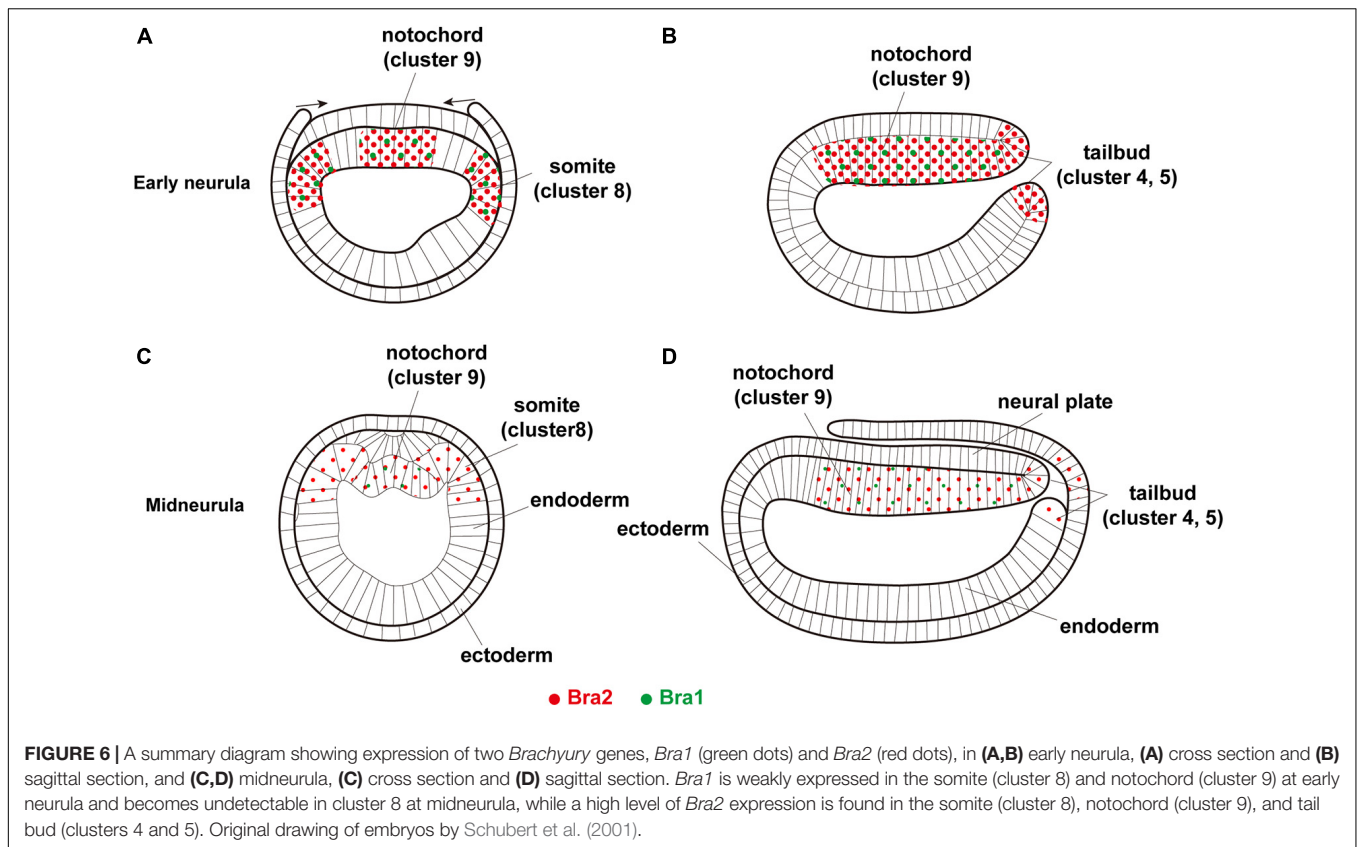 A
notochord
(cluster 9)
somite
(cluster 8)
Early neurula
B
notochord
(cluster 9)
tailbud
(cluster 4, 5)
C
notochord
(cluster 9)
somite
(cluster8)
endoderm
Midneurula
ectoderm
D
notochord
(cluster 9)
neural plate
tailbud
(cluster 4, 5)
ectoderm
endoderm
Bra2 Bra1
FIGURE 6 | A summary diagram showing expression of two Brachyury genes, Bra1 (green dots) and Bra2 (red dots), in (A,B) early neurula, (A) cross section and (B)
sagittal section, and (C,D) midneurula, (C) cross section and (D) sagittal section. Bra1 is weakly expressed in the somite (cluster 8) and notochord (cluster 9) at early
neurula and becomes undetectable in cluster 8 at midneurula, while a high level of Bra2 expression is found in the somite (cluster 8), notochord (cluster 9), and tail
bud (clusters 4 and 5). Original drawing of embryos by Schubert et al. (2001).